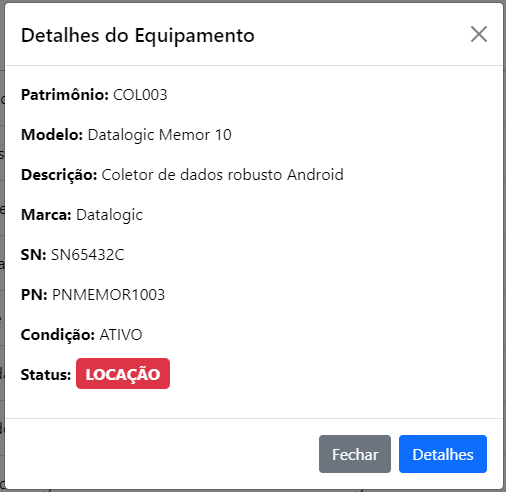 Detalhes do Equipamento
Patrimônio: COL003
Modelo: Datalogic Memor 10
Descrição: Coletor de dados robusto Android
Marca: Datalogic
SN: SN65432C
PN: PNMEMOR1003
Condição: ATIVO
Status: LOCAÇÃO
Fechar Detalhes